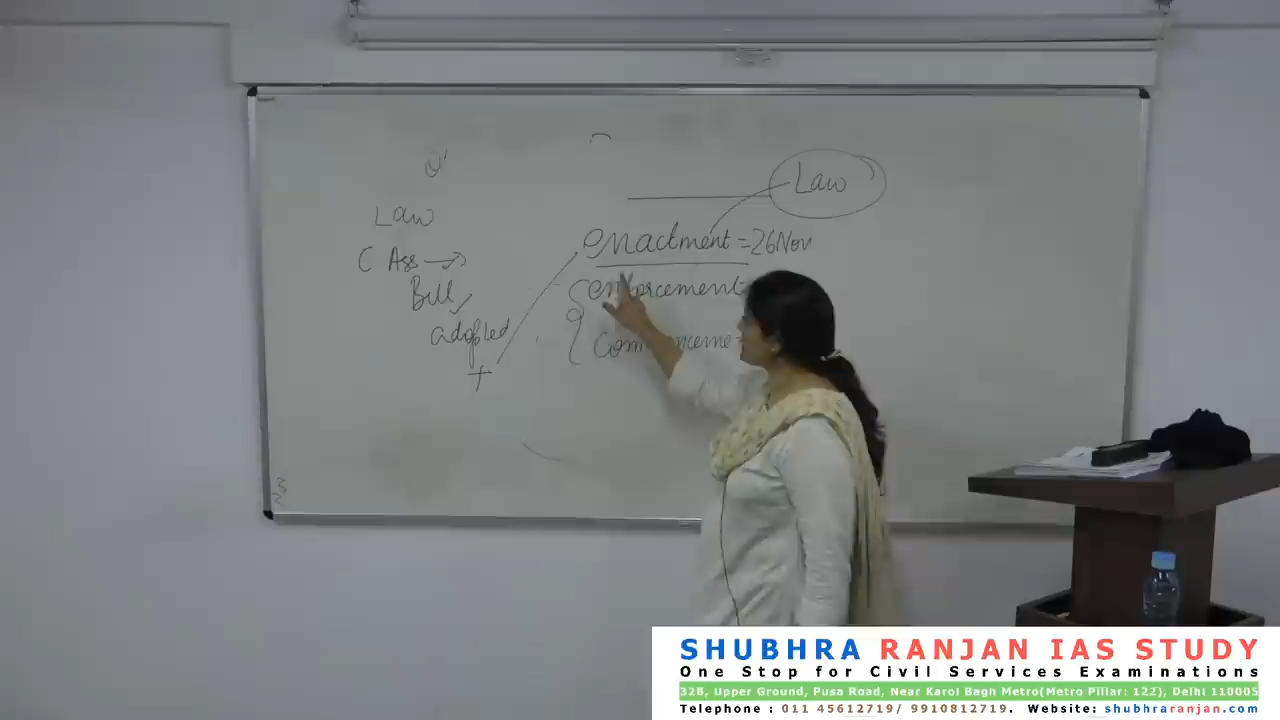 Law
Law
enactment = 26 Nov
C Ass →
Bill
enforcement
adopted
+
SHUBHRA RANJAN IAS STUDY
One Stop for Civil Services Examinations
32B, Upper Ground, Pusa Road, Near Karol Bagh Metro(Metro Pillar: 122), Delhi 110005
Telephone : 011 45612719/ 9910812719. Website: shubhraranjan.com